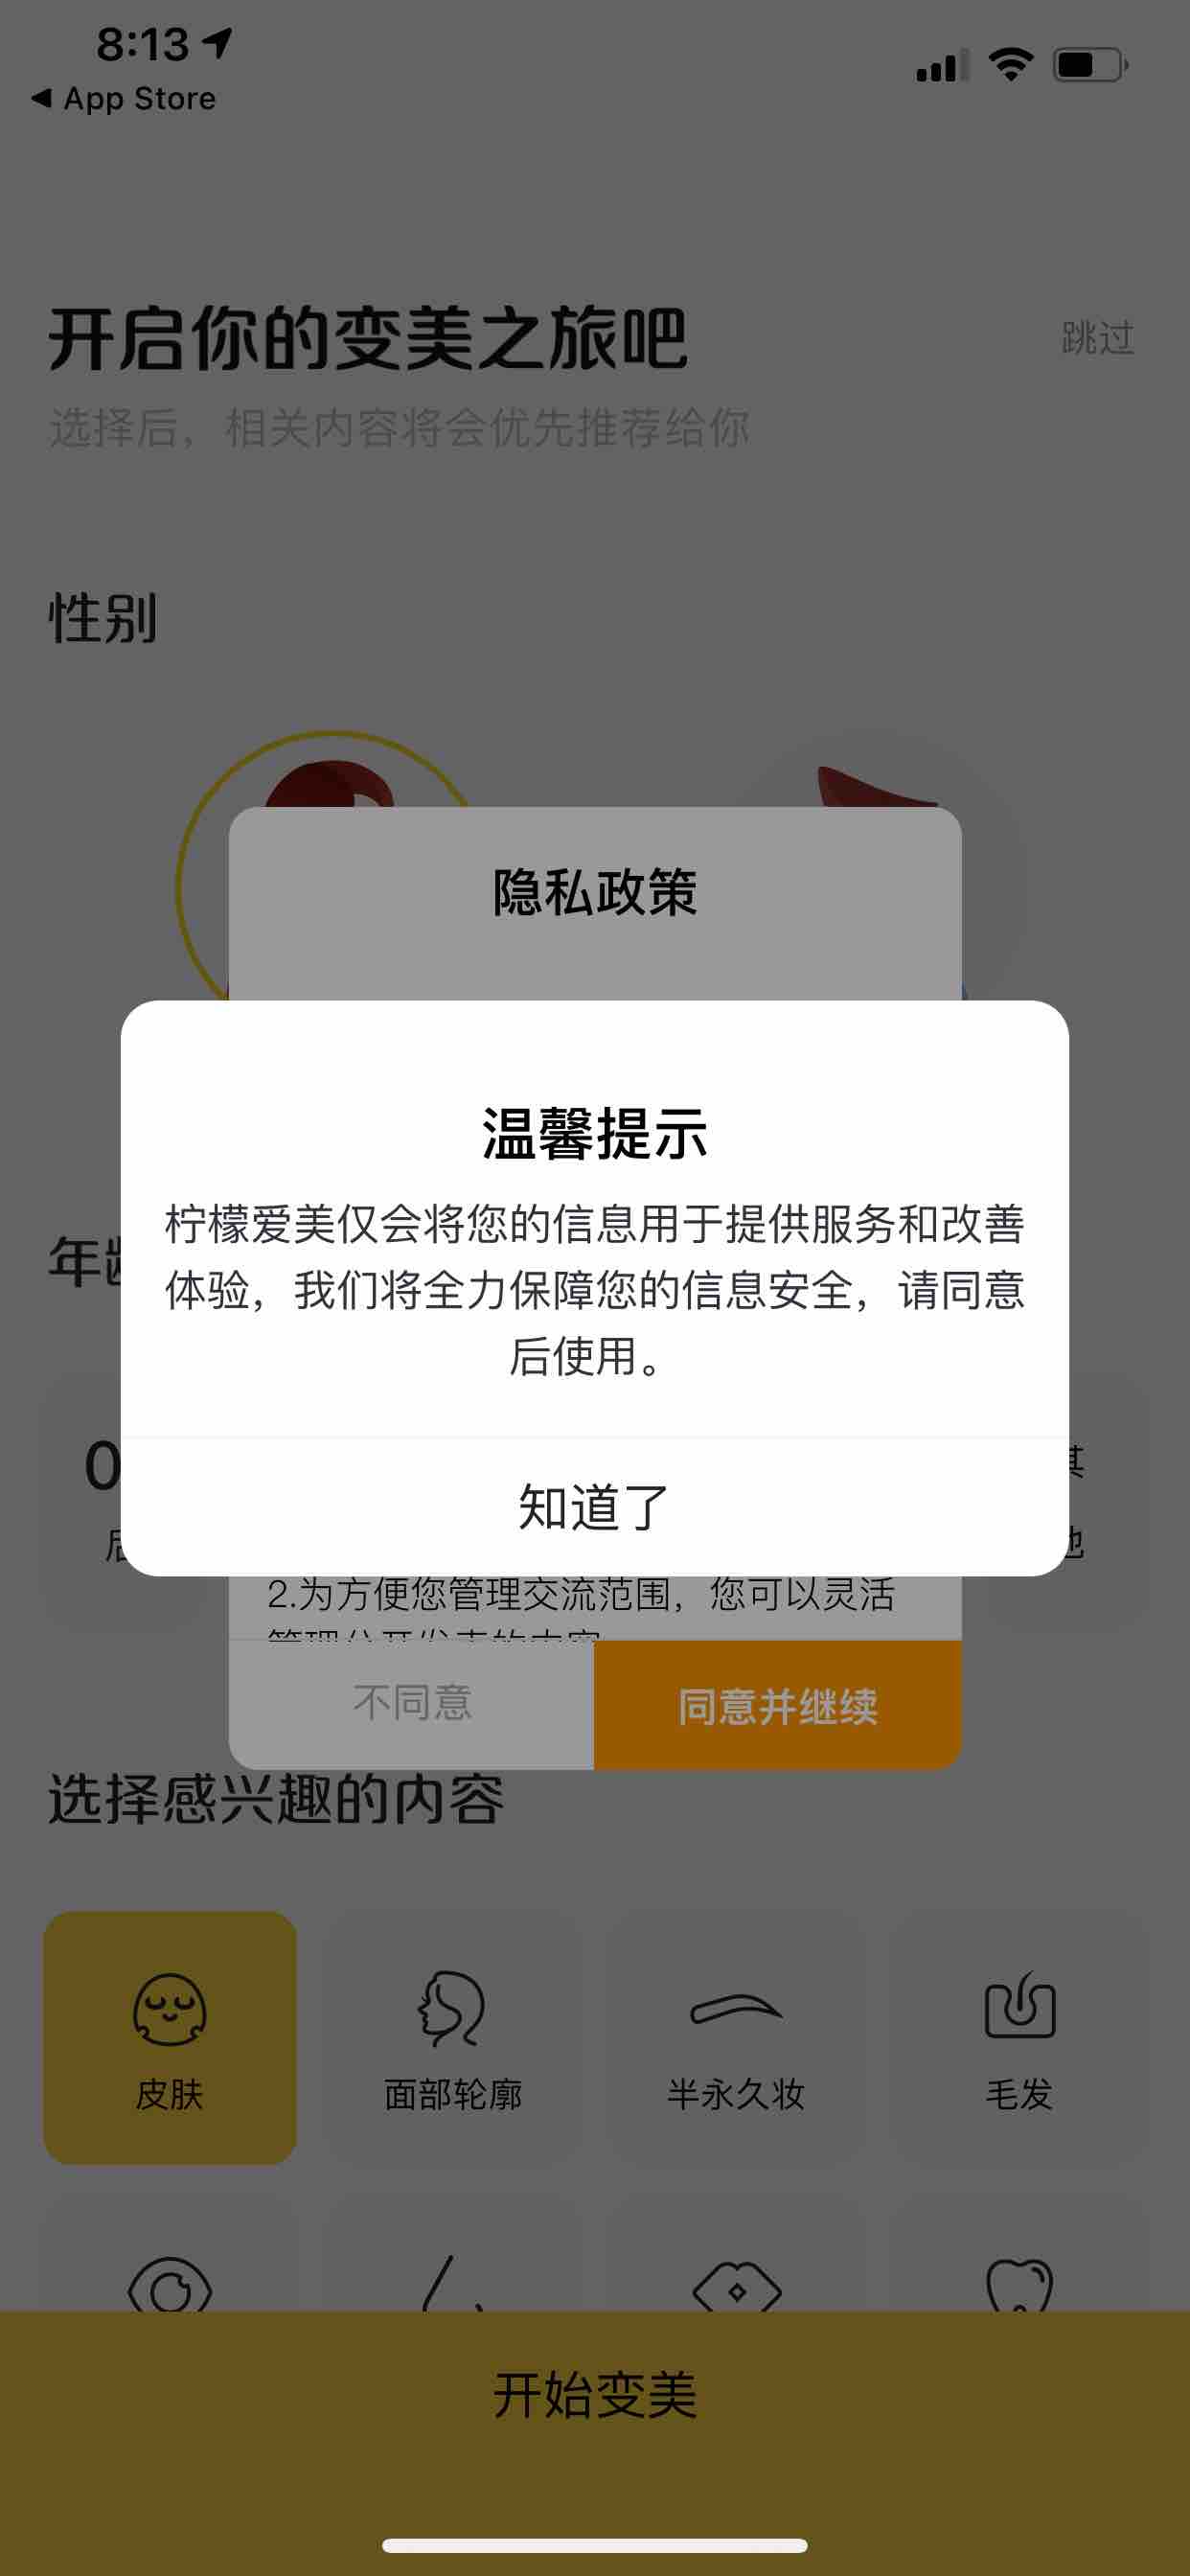 8:13
App Store
开启你的变美之旅吧
跳过
选择后，相关内容将会优先推荐给你
性别
隐私政策
温馨提示
柠檬爱美仅会将您的信息用于提供服务和改善
体验，我们将全力保障您的信息安全，请同意
后使用。
知道了
年
0
后
其
他
2.为方便您管理交流范围，您可以灵活
不同意
同意并继续
选择感兴趣的内容
皮肤
面部轮廓
半永久妆
毛发
开始变美